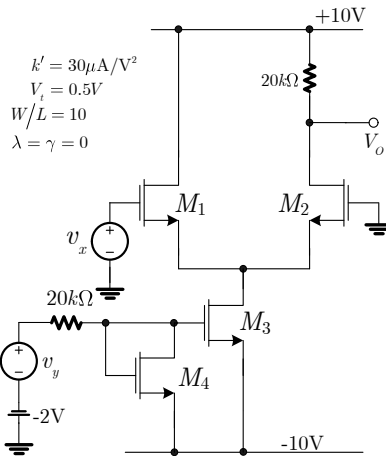 +10V
k′ = 30μA/V²
V_t = 0.5V
W/L = 10
λ = γ = 0
20kΩ
V_O
M_1
M_2
v_x
20kΩ
M_3
v_y
M_4
-2V
-10V
+
−
+
−